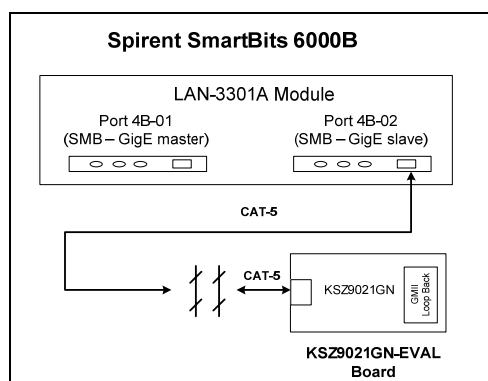 Spirent SmartBits 6000B
LAN-3301A Module
Port 4B-01
(SMB – GigE master)
Port 4B-02
(SMB – GigE slave)
CAT-5
CAT-5
KSZ9021GN
GMII
Loop Back
KSZ9021GN-EVAL
Board